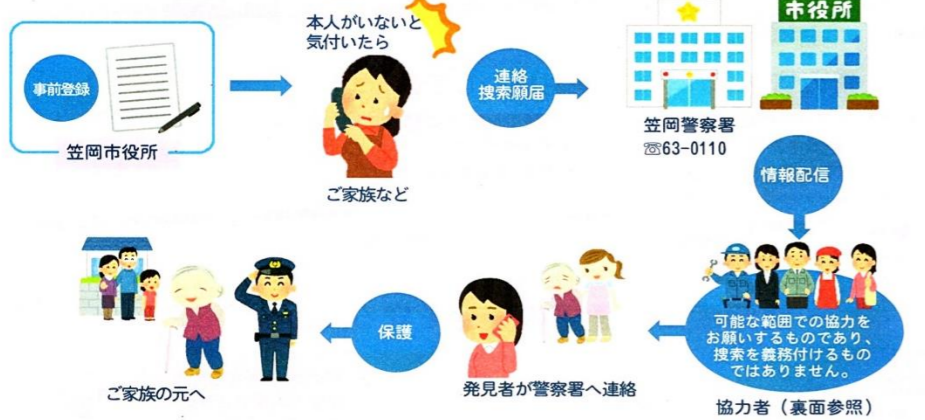 事前登録
笠岡市役所
本人がいないと
気付いたら
ご家族など
連絡
捜索願届
市役所
笠岡警察署
☎63-0110
情報配信
可能な範囲での協力を
お願いするものであり、
捜索を義務付けるもの
ではありません。
協力者（裏面参照）
発見者が警察署へ連絡
保護
ご家族の元へ